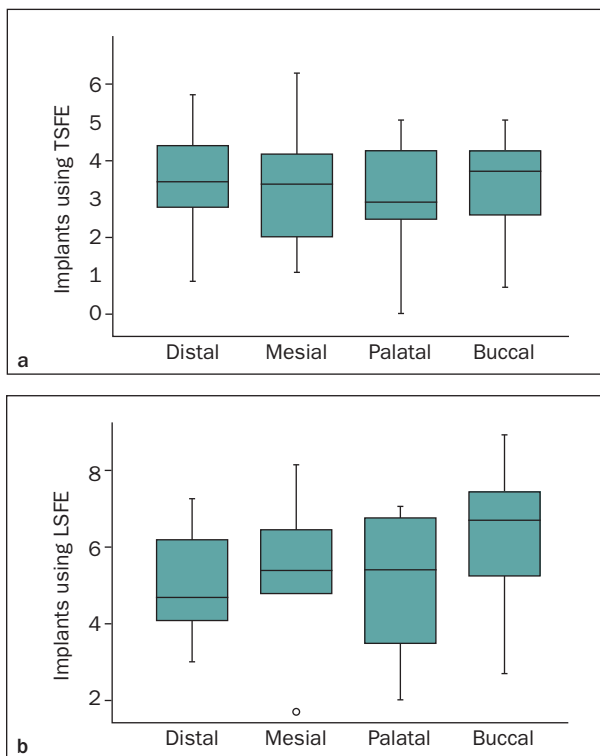 Implants using TSFE
6
5
4
3
2
1
0
Distal Mesial Palatal Buccal
a
Implants using LSFE
8
6
4
2
Distal Mesial Palatal Buccal
b